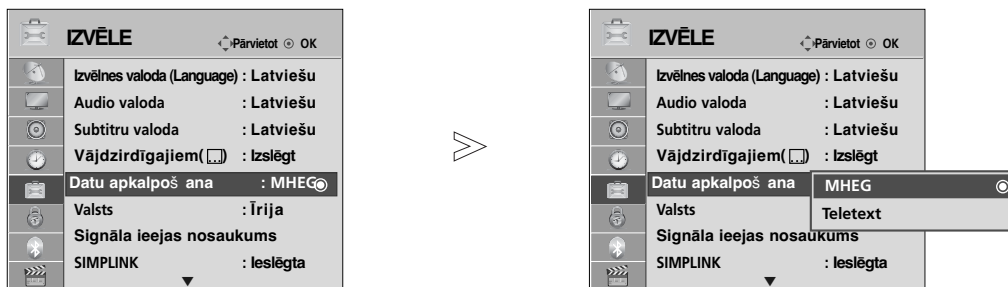 IZVĒLE
Pārvietot OK
Izvēlnes valoda (Language) : Latviešu
Audio valoda : Latviešu
Subtitru valoda : Latviešu
Vājdzirdīgajiem( ... ) : Izslēgt
Datu apkalpoš ana : MHEG
Valsts : Īrija
Signāla ieejas nosaukums
SIMPLINK : Ieslēgta
IZVĒLE
Pārvietot OK
Izvēlnes valoda (Language) : Latviešu
Audio valoda : Latviešu
Subtitru valoda : Latviešu
Vājdzirdīgajiem( ... ) : Izslēgt
Datu apkalpoš ana
MHEG
Valsts
Teletext
Signāla ieejas nosaukums
SIMPLINK : Ieslēgta